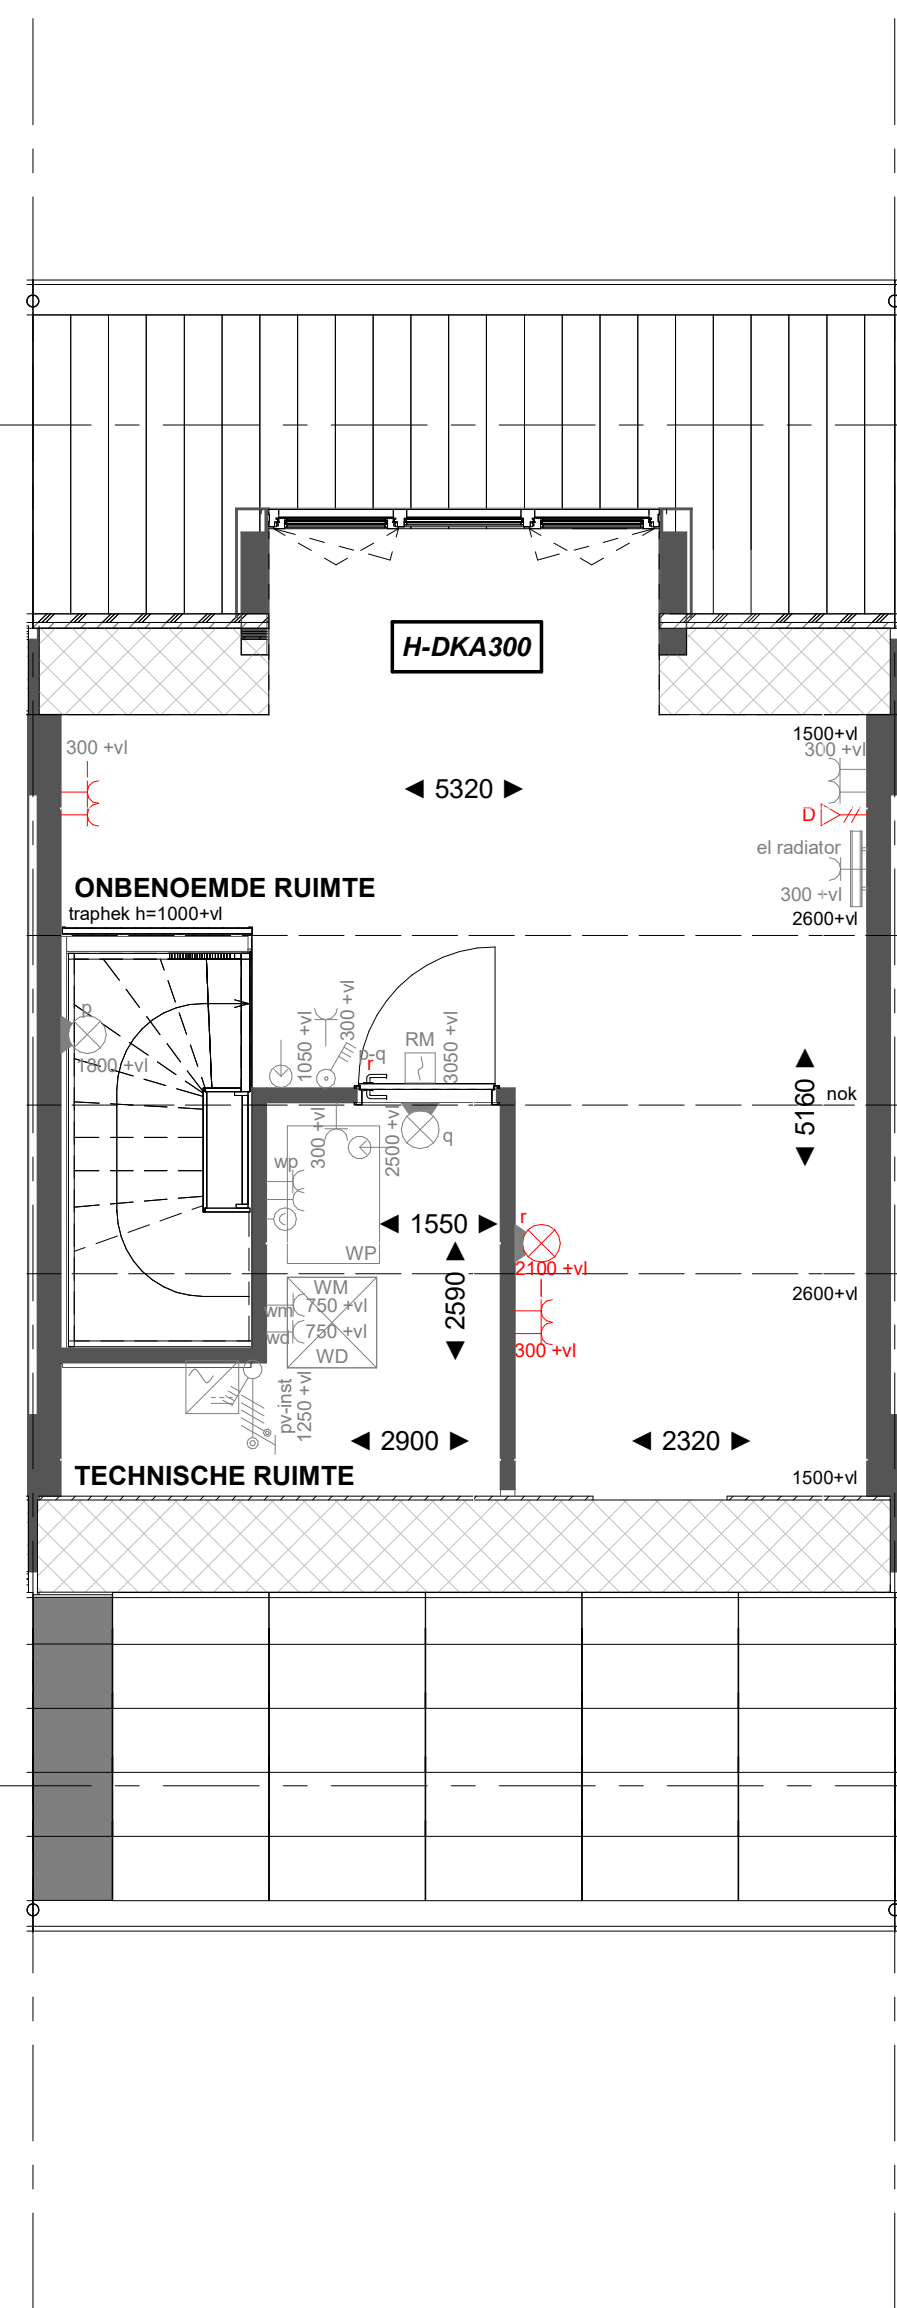 H-DKA300
1500+vl
300 +vl
300 +vl
5320
D
el radiator
300 +vl
2600+vl
ONBENOEMDE RUIMTE
traphek h=1000+vl
p
1800 +vl
1050 +vl
300 +vl
p-q
r
RM
3050 +vl
5160
nok
300 +vl
2500 +vl
q
wp
WP
1550
r
2100 +vl
2590
WM
wm
750 +vl
wd
750 +vl
WD
2600+vl
300 +vl
pv-inst
1250 +vl
2900
2320
TECHNISCHE RUIMTE
1500+vl